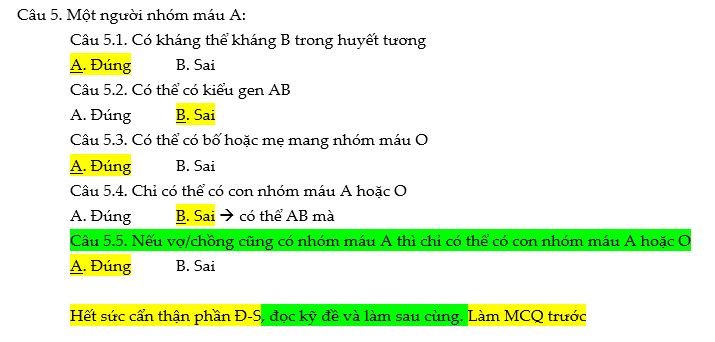 Câu 5. Một người nhóm máu A:
Câu 5.1. Có kháng thể kháng B trong huyết tương
A. Đúng B. Sai
Câu 5.2. Có thể có kiểu gen AB
A. Đúng B. Sai
Câu 5.3. Có thể có bố hoặc mẹ mang nhóm máu O
A. Đúng B. Sai
Câu 5.4. Chỉ có thể có con nhóm máu A hoặc O
A. Đúng B. Sai → có thể AB mà
Câu 5.5. Nếu vợ/chồng cũng có nhóm máu A thì chỉ có thể có con nhóm máu A hoặc O
A. Đúng B. Sai
Hết sức cẩn thận phần Đ-S, đọc kỹ đề và làm sau cùng. Làm MCQ trước